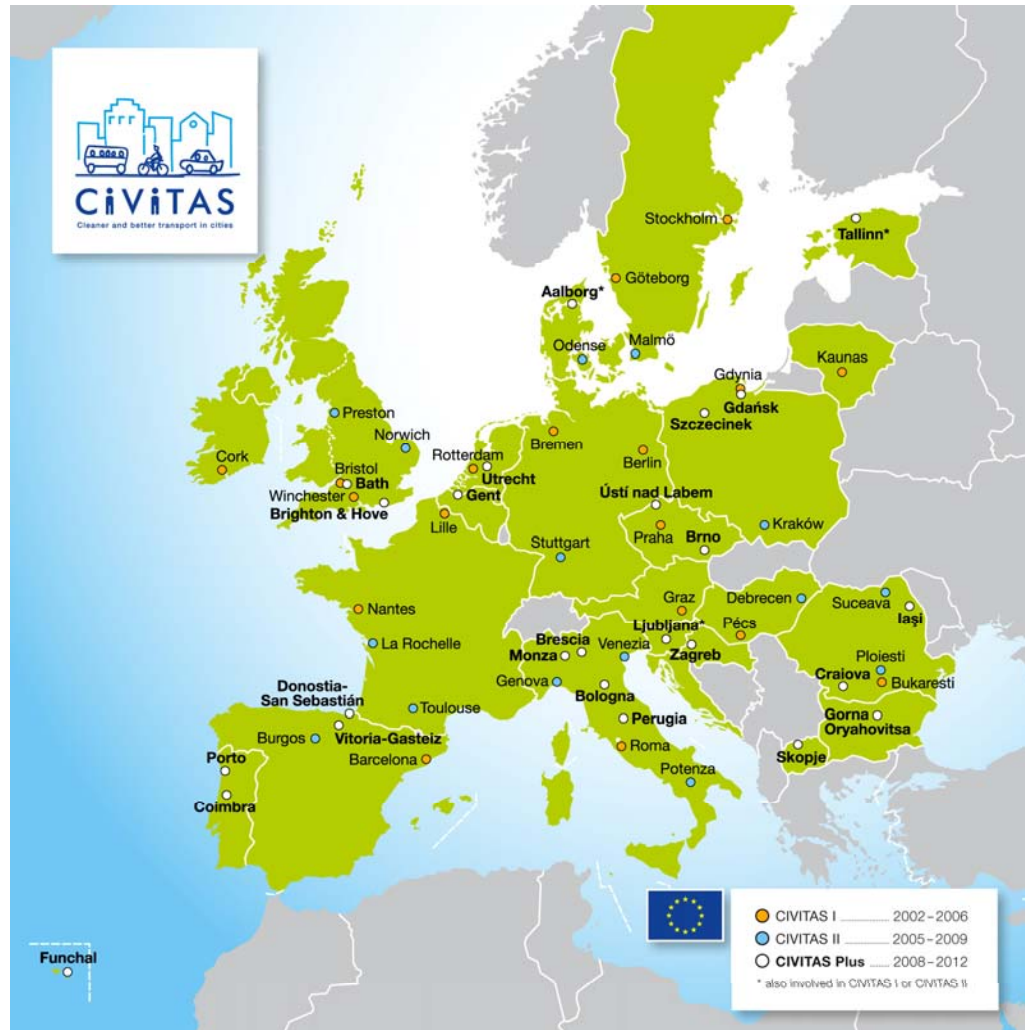 CiViTAS
Cleaner and better transport in cities
Stockholm
Tallinn*
Göteborg
Aalborg*
Odense
Malmö
Kaunas
Gdynia
Gdańsk
Szczecinek
Preston
Norwich
Bremen
Berlin
Cork
Rotterdam
Utrecht
Bristol
Bath
Winchester
Gent
Brighton & Hove
Ústí nad Labem
Lille
Praha
Brno
Kraków
Stuttgart
Nantes
Graz
Debrecen
Suceava
Iaşi
Pécs
La Rochelle
Ljubljana*
Brescia
Venezia
Zagreb
Monza
Ploiesti
Genova
Craiova
Bukaresti
Bologna
Donostia-
San Sebastián
Toulouse
Perugia
Gorna
Oryahovitsa
Burgos
Vitoria-Gasteiz
Roma
Barcelona
Skopje
Porto
Potenza
Coimbra
Funchal
CIVITAS I ............ 2002–2006
CIVITAS II ............ 2005–2009
CIVITAS Plus ...... 2008–2012
* also involved in CIVITAS I or CIVITAS II